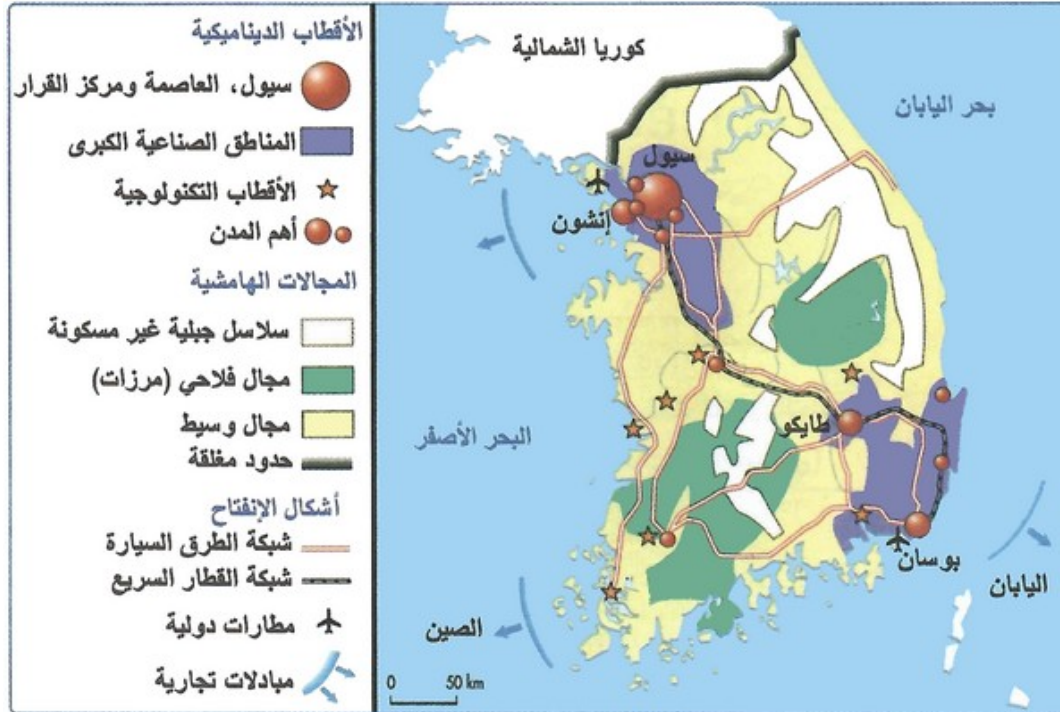 الأقطاب الديناميكية
سيول، العاصمة ومركز القرار
المناطق الصناعية الكبرى
الأقطاب التكنولوجية
أهم المدن
المجالات الهامشية
سلاسل جبلية غير مسكونة
مجال فلاحي (مرزات)
مجال وسيط
حدود مغلقة
أشكال الإنفتاح
شبكة الطرق السيارة
شبكة القطار السريع
مطارات دولية
مبادلات تجارية
كوريا الشمالية
بحر اليابان
سيول
إنشون
طايكو
البحر الأصفر
بوسان
اليابان
الصين
0 50 km